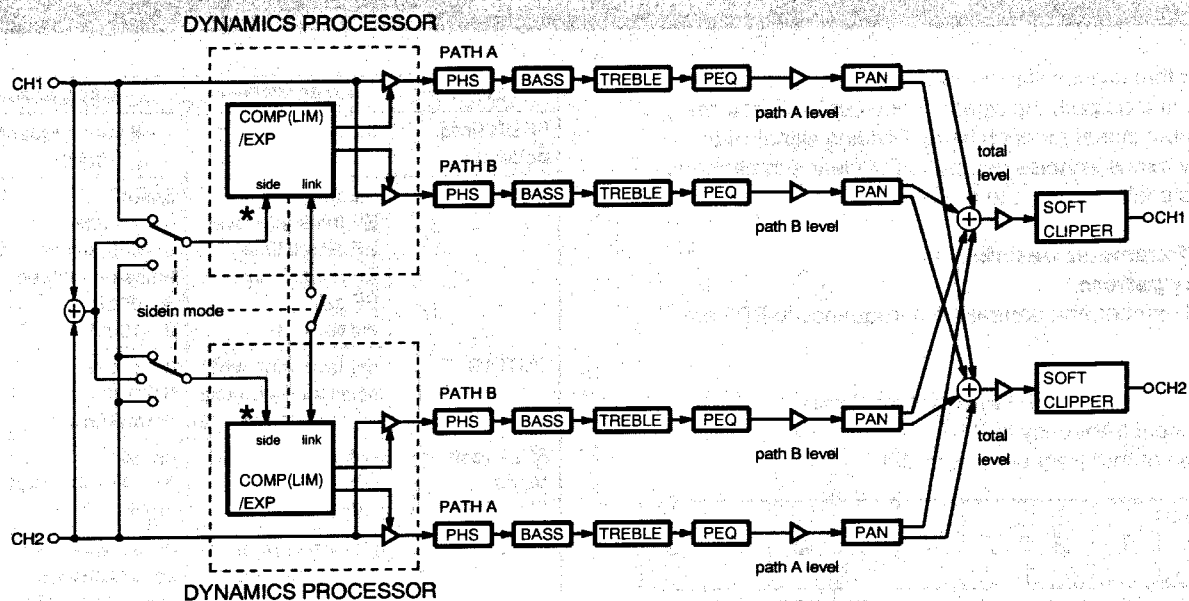 DYNAMICS PROCESSOR
PATH A
CH1
PHS
BASS
TREBLE
PEQ
PAN
COMP(LIM)
/EXP
path A level
side
link
PATH B
total
level
*
PHS
BASS
TREBLE
PEQ
PAN
path B level
SOFT
CLIPPER
CH1
sidein mode
SOFT
CLIPPER
CH2
*
side
link
PATH B
PHS
BASS
TREBLE
PEQ
PAN
total
level
COMP(LIM)
/EXP
path B level
PATH A
CH2
PHS
BASS
TREBLE
PEQ
PAN
path A level
DYNAMICS PROCESSOR